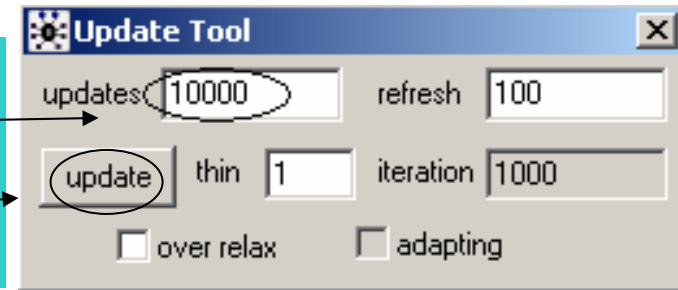 Update Tool
updates 10000 refresh 100
update thin 1 iteration 1000
over relax adapting